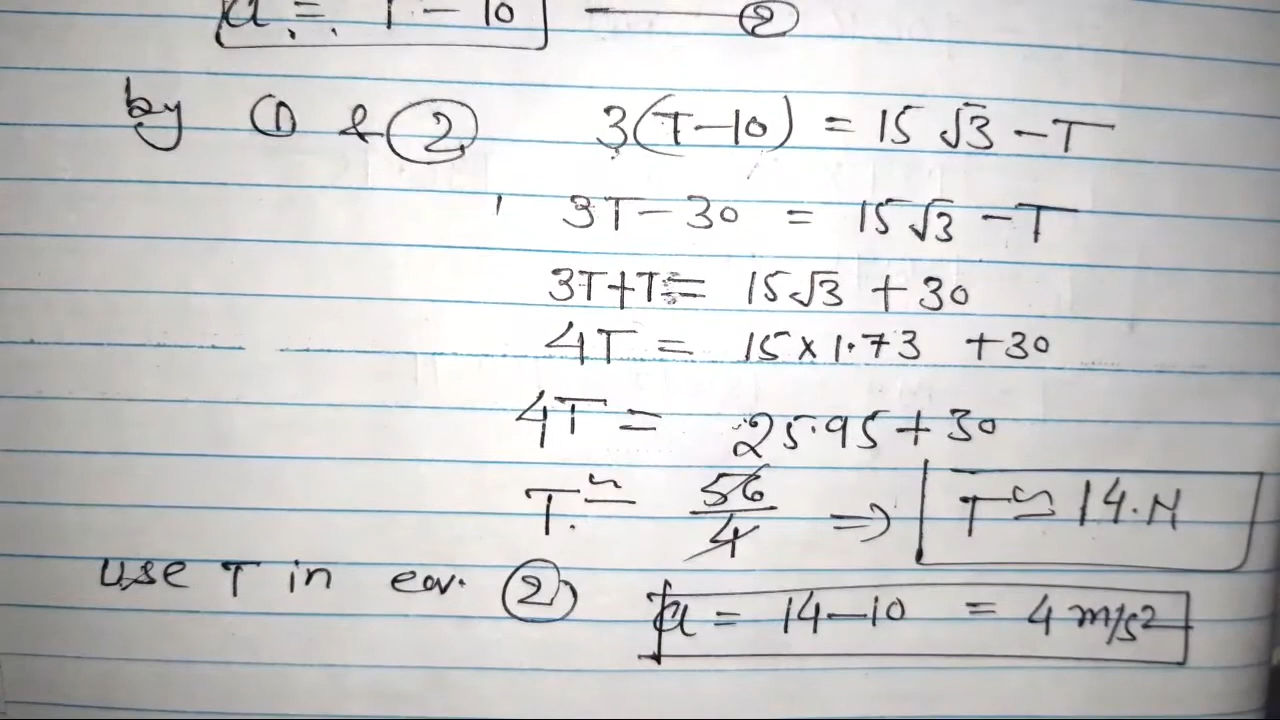 a = T - 10 ②
by ① & ② 3(T-10) = 15√3 - T
3T - 30 = 15√3 - T
3T+T = 15√3 + 30
4T = 15×1.73 +30
4T = 25.95 + 30
T. ≃ 56/4 ⇒ T ≃ 14.N
use T in eqv. ② a = 14-10 = 4 m/s²